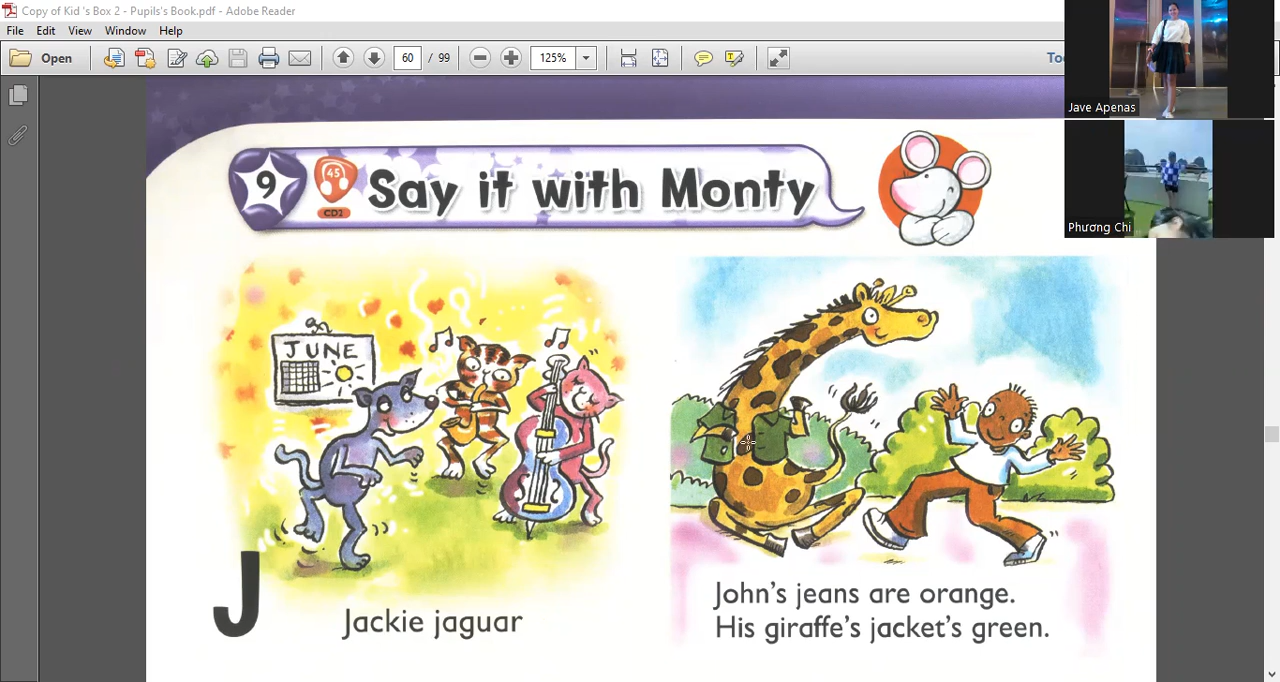 Copy of Kid 's Box 2 - Pupils's Book.pdf - Adobe Reader
File Edit View Window Help
Open 60 / 99 125%
Jave Apenas
Phương Chi
9 45 CD2 Say it with Monty
JUNE
J Jackie jaguar
John's jeans are orange.
His giraffe's jacket's green.